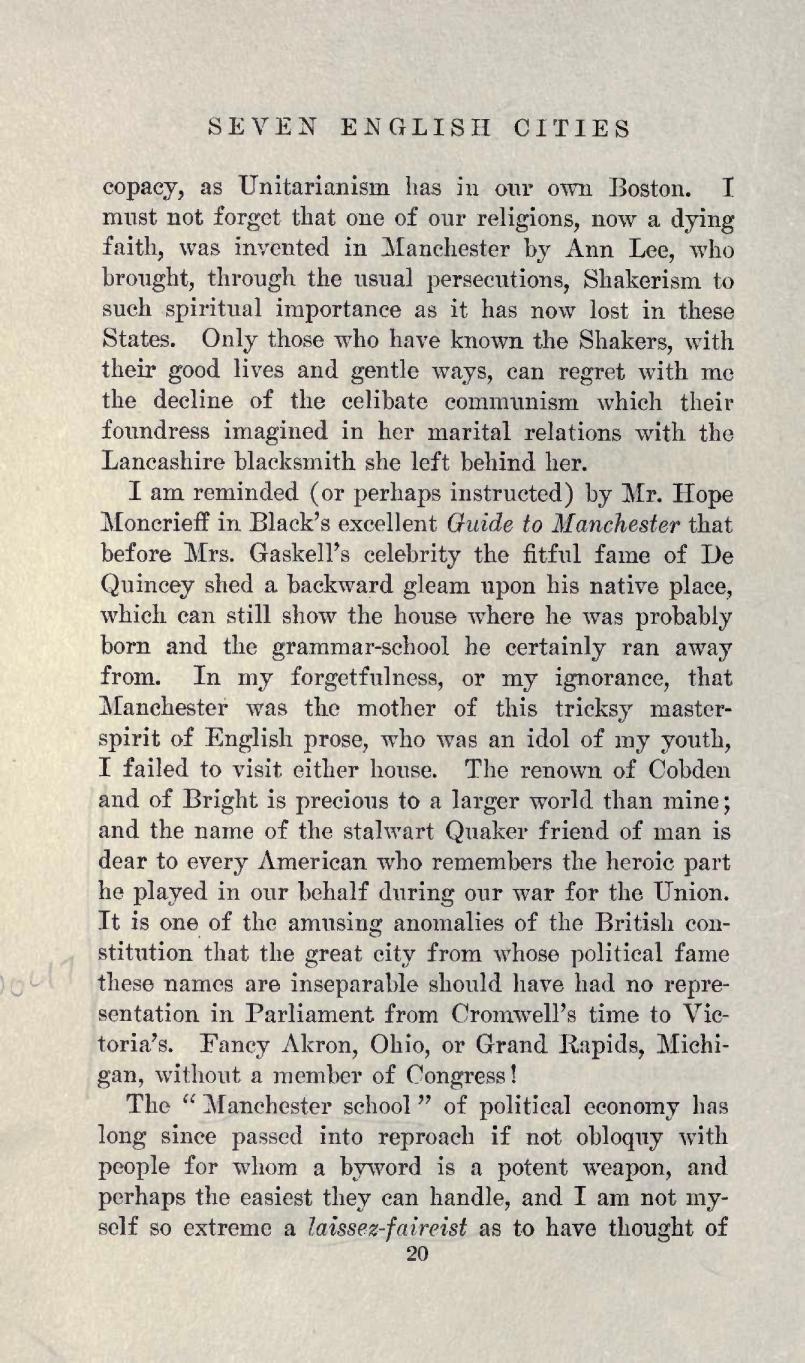 SEVEN ENGLISH CITIES
copacy, as Unitarianism has in our own Boston. I
must not forget that one of our religions, now a dying
faith, was invented in Manchester by Ann Lee, who
brought, through the usual persecutions, Shakerism to
such spiritual importance as it has now lost in these
States. Only those who have known the Shakers, with
their good lives and gentle ways, can regret with me
the decline of the celibate communism which their
foundress imagined in her marital relations with the
Lancashire blacksmith she left behind her.
I am reminded (or perhaps instructed) by Mr. Hope
Moncrieff in Black's excellent Guide to Manchester that
before Mrs. Gaskell's celebrity the fitful fame of De
Quincey shed a backward gleam upon his native place,
which can still show the house where he was probably
born and the grammar-school he certainly ran away
from. In my forgetfulness, or my ignorance, that
Manchester was the mother of this tricksy master-
spirit of English prose, who was an idol of my youth,
I failed to visit either house. The renown of Cobden
and of Bright is precious to a larger world than mine;
and the name of the stalwart Quaker friend of man is
dear to every American who remembers the heroic part
he played in our behalf during our war for the Union.
It is one of the amusing anomalies of the British con-
stitution that the great city from whose political fame
these names are inseparable should have had no repre-
sentation in Parliament from Cromwell's time to Vic-
toria's. Fancy Akron, Ohio, or Grand Rapids, Michi-
gan, without a member of Congress!
The "Manchester school" of political economy has
long since passed into reproach if not obloquy with
people for whom a byword is a potent weapon, and
perhaps the easiest they can handle, and I am not my-
self so extreme a laissez-faireist as to have thought of
20